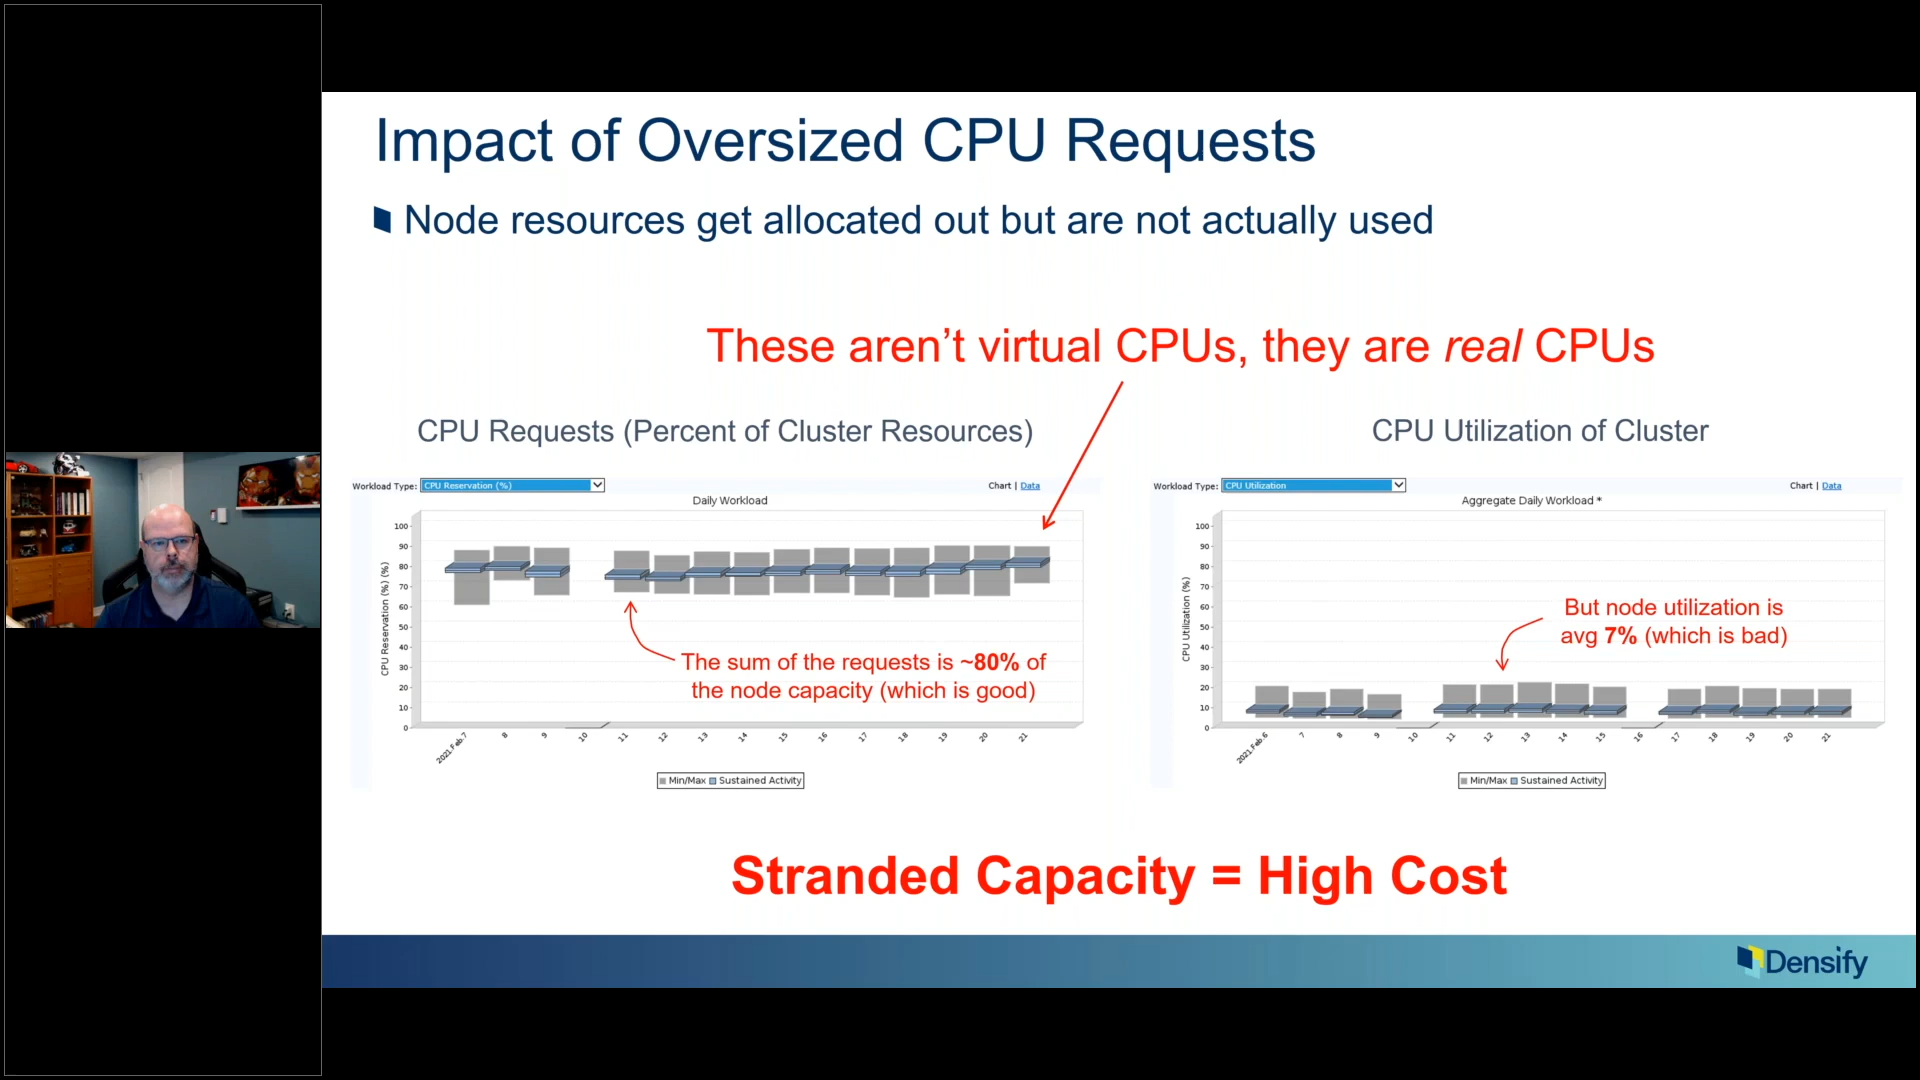 Impact of Oversized CPU Requests
Node resources get allocated out but are not actually used
These aren’t virtual CPUs, they are real CPUs
CPU Requests (Percent of Cluster Resources)
Workload Type: CPU Reservation (%)
Chart | Data
Daily Workload
CPU Reservation (%) (%)
100
90
80
70
60
50
40
30
20
10
0
The sum of the requests is ~80% of
the node capacity (which is good)
2021.Feb.7 8 9 10 11 12 13 14 15 16 17 18 19 20 21
Min/Max Sustained Activity
CPU Utilization of Cluster
Workload Type: CPU Utilization
Chart | Data
Aggregate Daily Workload *
CPU Utilization (%)
100
90
80
70
60
50
40
30
20
10
0
But node utilization is
avg 7% (which is bad)
2021.Feb.6 7 8 9 10 11 12 13 14 15 16 17 18 19 20 21
Min/Max Sustained Activity
Stranded Capacity = High Cost
Densify